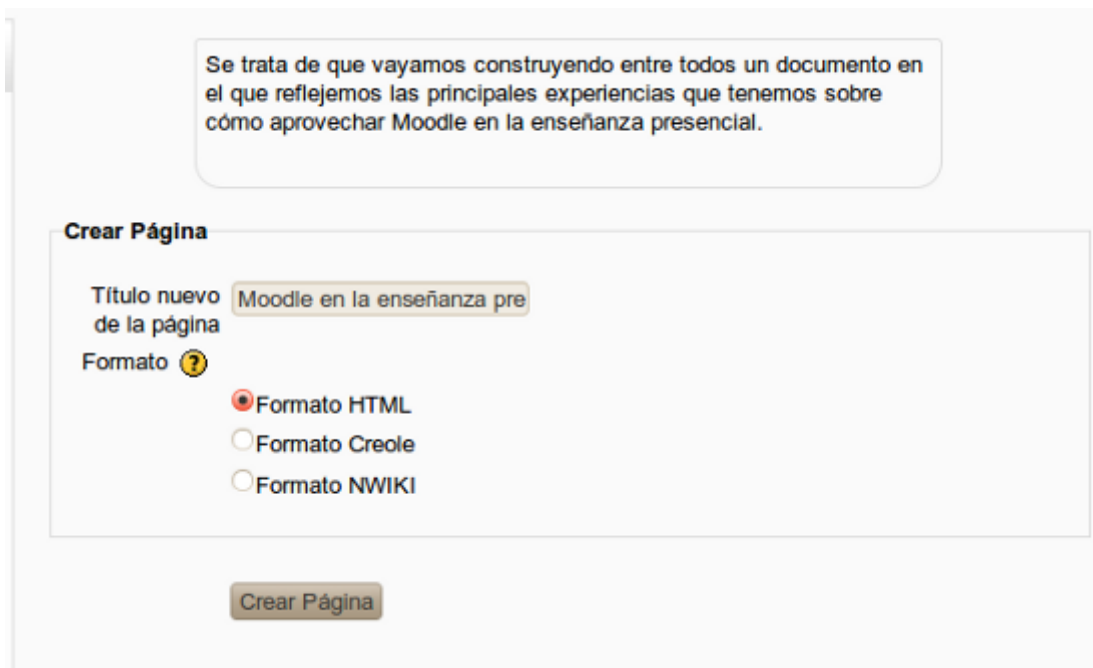 Se trata de que vayamos construyendo entre todos un documento en
el que reflejemos las principales experiencias que tenemos sobre
cómo aprovechar Moodle en la enseñanza presencial.
Crear Página
Título nuevo
de la página
Moodle en la enseñanza pre
Formato ?
Formato HTML
Formato Creole
Formato NWIKI
Crear Página